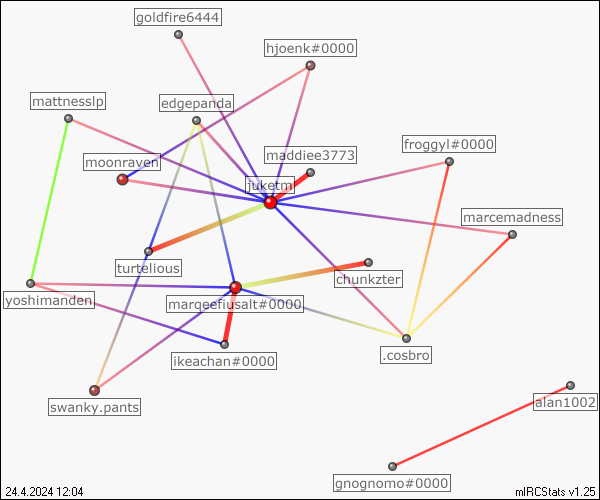 goldfire6444
hjoenk#0000
mattnesslp
edgepanda
froggyl#0000
maddiee3773
moonraven
juketm
marcemadness
turtelious
chunkzter
yoshimanden
margefiusalt#0000
.cosbro
ikeachan#0000
swanky.pants
alan1002
gnognomo#0000
24.4.2024 12:04
mIRCStats v1.25